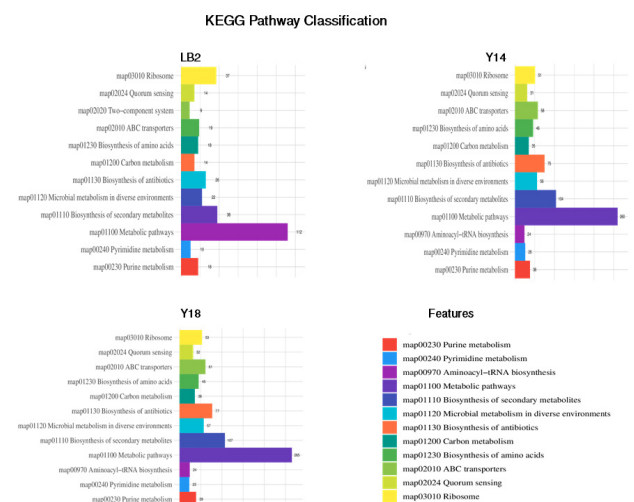 KEGG Pathway Classification
LB2
map03010 Ribosome
map02024 Quorum sensing
map02020 Two-component system
map02010 ABC transporters
map01230 Biosynthesis of amino acids
map01200 Carbon metabolism
map01130 Biosynthesis of antibiotics
map01120 Microbial metabolism in diverse environments
map01110 Biosynthesis of secondary metabolites
map01100 Metabolic pathways 112
map00240 Pyrimidine metabolism
map00230 Purine metabolism
Y14
map03010 Ribosome
map02024 Quorum sensing
map02010 ABC transporters
map01230 Biosynthesis of amino acids
map01200 Carbon metabolism
map01130 Biosynthesis of antibiotics
map01120 Microbial metabolism in diverse environments
map01110 Biosynthesis of secondary metabolites
map01100 Metabolic pathways
map00970 Aminoacyl−tRNA biosynthesis
map00240 Pyrimidine metabolism
map00230 Purine metabolism
Y18
map03010 Ribosome
map02024 Quorum sensing
map02010 ABC transporters
map01230 Biosynthesis of amino acids
map01200 Carbon metabolism
map01130 Biosynthesis of antibiotics
map01120 Microbial metabolism in diverse environments
map01110 Biosynthesis of secondary metabolites
map01100 Metabolic pathways
map00970 Aminoacyl−tRNA biosynthesis
map00240 Pyrimidine metabolism
map00230 Purine metabolism
Features
map00230 Purine metabolism
map00240 Pyrimidine metabolism
map00970 Aminoacyl−tRNA biosynthesis
map01100 Metabolic pathways
map01110 Biosynthesis of secondary metabolites
map01120 Microbial metabolism in diverse environments
map01130 Biosynthesis of antibiotics
map01200 Carbon metabolism
map01230 Biosynthesis of amino acids
map02010 ABC transporters
map02024 Quorum sensing
map03010 Ribosome